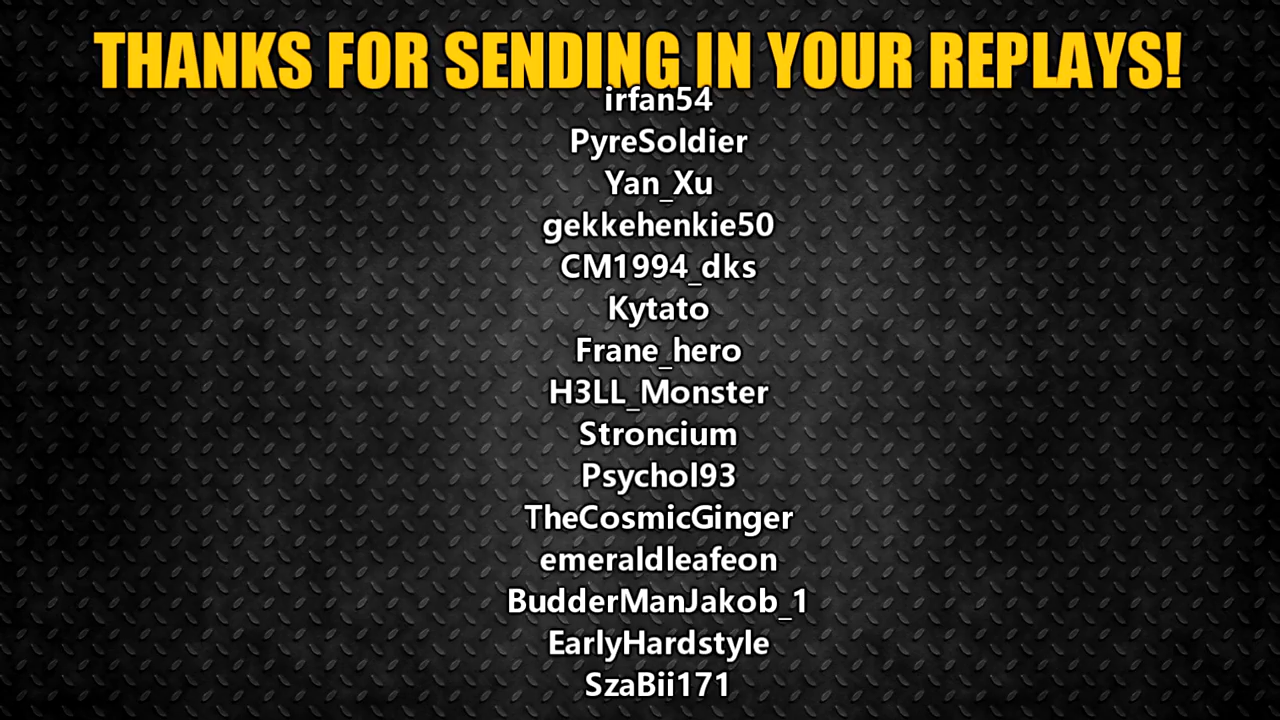 THANKS FOR SENDING IN YOUR REPLAYS!
irfan54
PyreSoldier
Yan_Xu
gekkehenkie50
CM1994_dks
Kytato
Frane_hero
H3LL_Monster
Stroncium
Psychol93
TheCosmicGinger
emeraldleafeon
BudderManJakob_1
EarlyHardstyle
SzaBii171